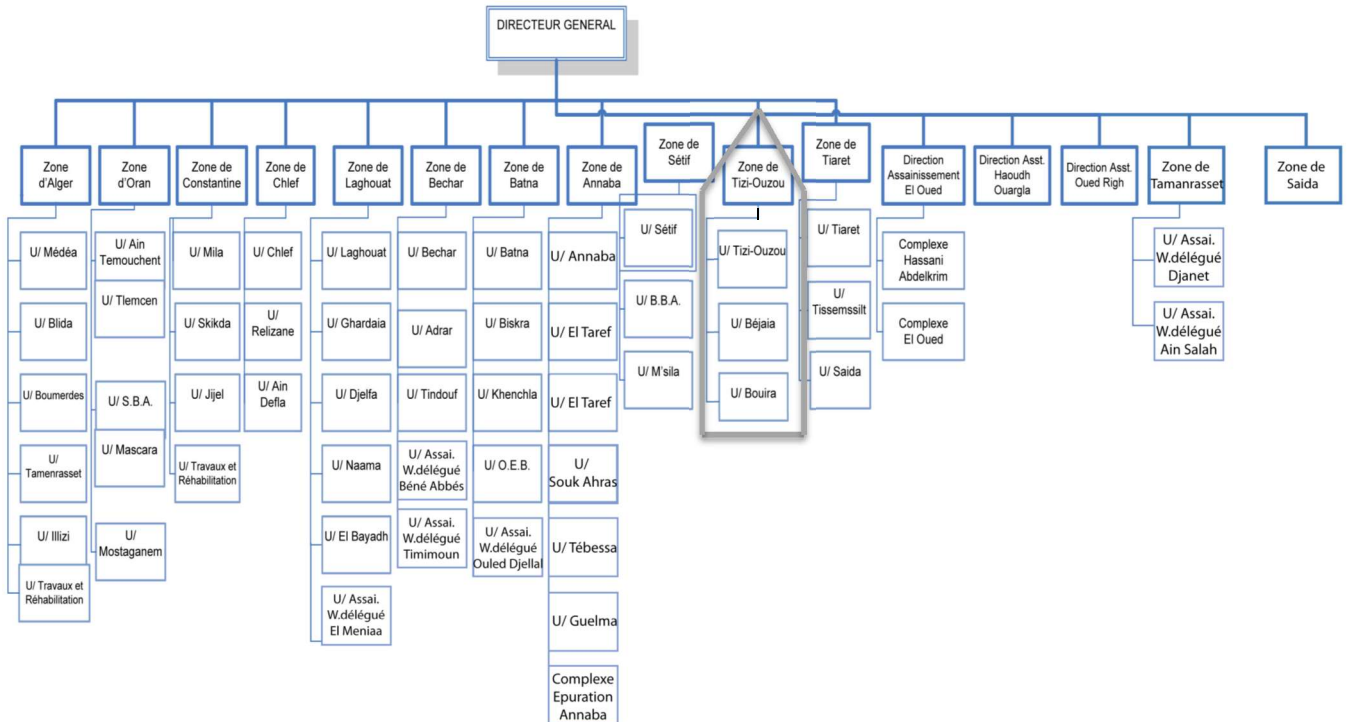 DIRECTEUR GENERAL
Zone
d'Alger
Zone
d'Oran
Zone de
Constantine
Zone de
Chlef
Zone de
Laghouat
Zone de
Bechar
Zone de
Batna
Zone de
Annaba
Zone de
Sétif
Zone de
Tizi-Ouzou
Zone de
Tiaret
Direction
Assainissement
El Oued
Direction Asst.
Haoudh
Ouargla
Direction Asst.
Oued Righ
Zone de
Tamanrasset
Zone de
Saida
U/ Médéa
U/ Blida
U/ Boumerdes
U/
Tamenrasset
U/ Illizi
U/ Travaux et
Réhabilitation
U/ Ain
Temouchent
U/ Tlemcen
U/ S.B.A.
U/ Mascara
U/
Mostaganem
U/ Mila
U/ Skikda
U/ Jijel
U/ Travaux et
Réhabilitation
U/ Chlef
U/
Relizane
U/ Ain
Defla
U/ Laghouat
U/ Ghardaia
U/ Djelfa
U/ Naama
U/ El Bayadh
U/ Assai.
W.délégué
El Meniaa
U/ Bechar
U/ Adrar
U/ Tindouf
U/ Assai.
W.délégué
Béné Abbés
U/ Assai.
W.délégué
Timimoun
U/ Batna
U/ Biskra
U/ Khenchla
U/ O.E.B.
U/ Assai.
W.délégué
Ouled Djellal
U/ Annaba
U/ El Taref
U/ El Taref
U/
Souk Ahras
U/ Tébessa
U/ Guelma
Complexe
Epuration
Annaba
U/ Sétif
U/ B.B.A.
U/ M'sila
U/ Tizi-Ouzou
U/ Béjaia
U/ Bouira
U/ Tiaret
U/
Tissemssilt
U/ Saida
Complexe
Hassani
Abdelkrim
Complexe
El Oued
U/ Assai.
W.délégué
Djanet
U/ Assai.
W.délégué
Ain Salah